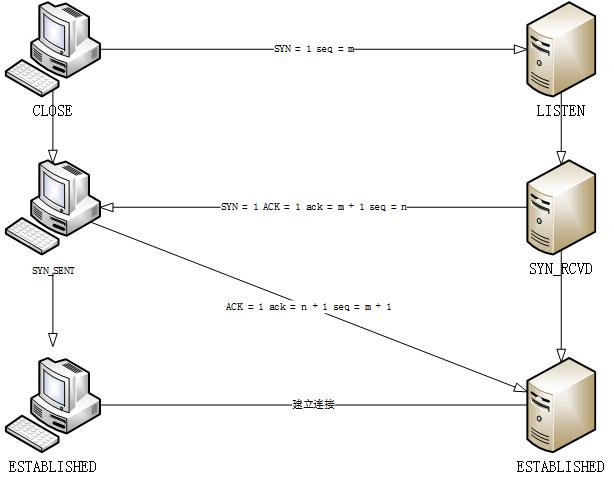 SYN = 1 seq = m
CLOSE
LISTEN
SYN = 1 ACK = 1 ack = m + 1 seq = n
SYN_SENT
SYN_RCVD
ACK = 1 ack = n + 1 seq = m + 1
建立连接
ESTABLISHED
ESTABLISHED